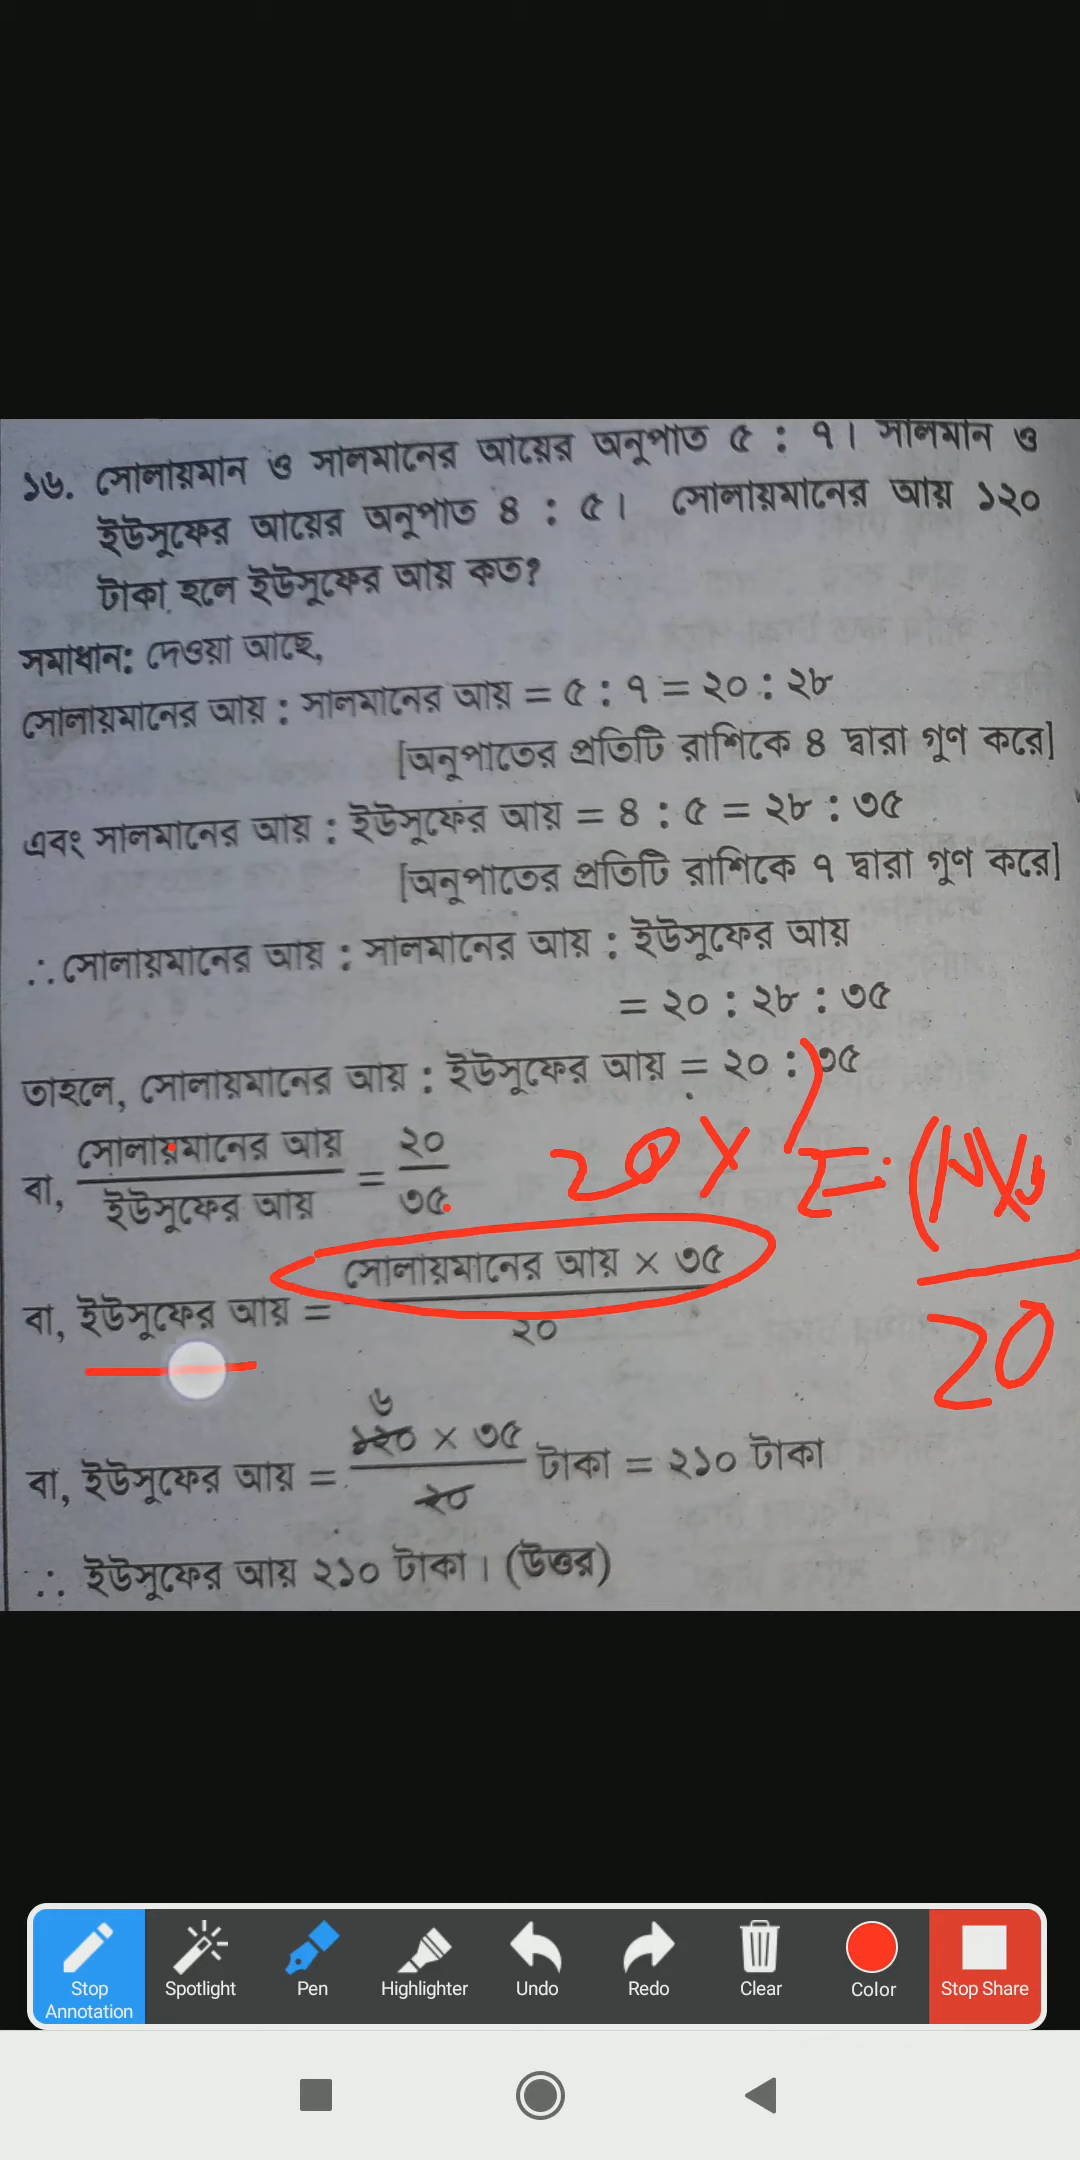 ১৬. সোলায়মান ও সালমানের আয়ের অনুপাত ৫ : ৭। সালমান ও
ইউসুফের আয়ের অনুপাত ৪ : ৫। সোলায়মানের আয় ১২০
টাকা হলে ইউসুফের আয় কত?
সমাধান: দেওয়া আছে,
সোলায়মানের আয় : সালমানের আয় = ৫ : ৭ = ২০ : ২৮
[অনুপাতের প্রতিটি রাশিকে ৪ দ্বারা গুণ করে]
এবং সালমানের আয় : ইউসুফের আয় = ৪ : ৫ = ২৮ : ৩৫
[অনুপাতের প্রতিটি রাশিকে ৭ দ্বারা গুণ করে]
∴ সোলায়মানের আয় : সালমানের আয় : ইউসুফের আয়
= ২০ : ২৮ : ৩৫
তাহলে, সোলায়মানের আয় : ইউসুফের আয় = ২০ : ৩৫
বা, সোলায়মানের আয় / ইউসুফের আয় = ২০ / ৩৫
20 ×
বা, ইউসুফের আয় = সোলায়মানের আয় × ৩৫ / ২০
20
৬
বা, ইউসুফের আয় = ১২০ × ৩৫ / ২০ টাকা = ২১০ টাকা
∴ ইউসুফের আয় ২১০ টাকা। (উত্তর)
Stop Annotation
Spotlight
Pen
Highlighter
Undo
Redo
Clear
Color
Stop Share